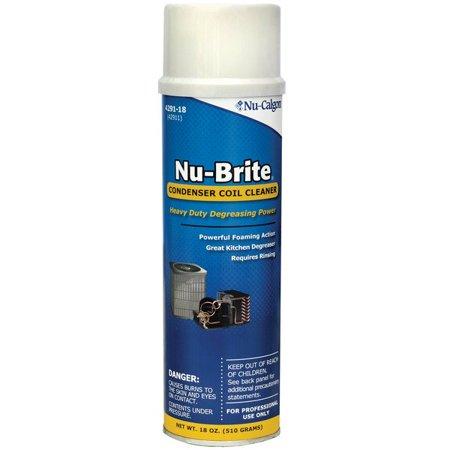 Nu-Calgon
4291-18
(42911)
Nu-Brite
CONDENSER COIL CLEANER
Heavy Duty Degreasing Power
Powerful Foaming Action
Great Kitchen Degreaser
Requires Rinsing
DANGER:
CAUSES BURNS TO
THE SKIN AND EYES
ON CONTACT.
CONTENTS UNDER
PRESSURE.
KEEP OUT OF REACH
OF CHILDREN.
See back panel for
additional precautionary
statements.
FOR PROFESSIONAL
USE ONLY
NET WT. 18 OZ. (510 GRAMS)